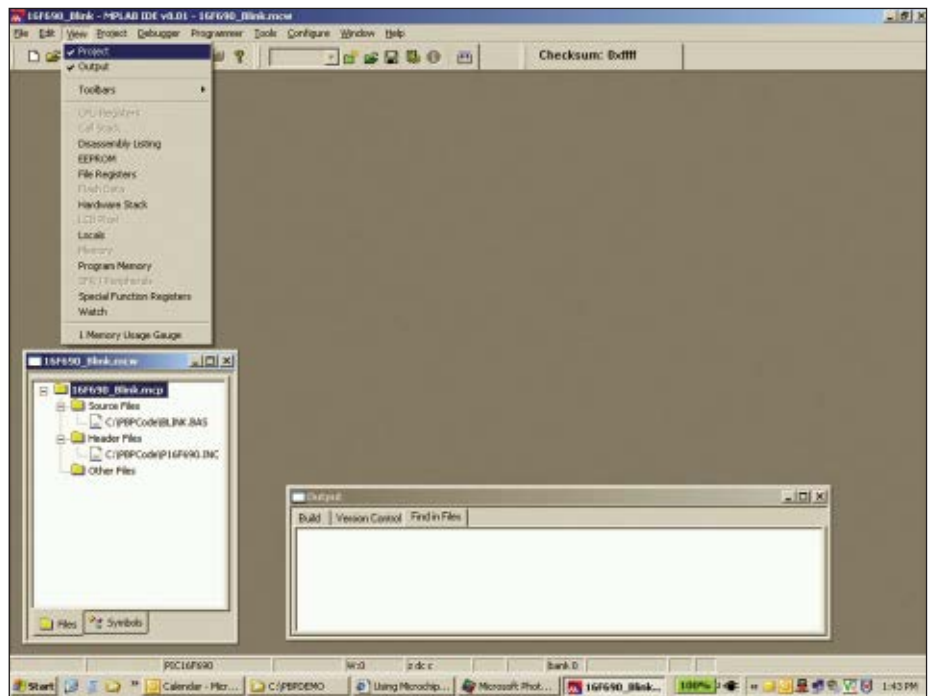 16F690_Blink - MPLAB IDE v8.01 - 16F690_Blink.mcw
File Edit View Project Debugger Programmer Tools Configure Window Help
Checksum: 0xffff
Project
Output
Toolbars
CPU Registers
Call Stack
Disassembly Listing
EEPROM
File Registers
Flash Data
Hardware Stack
LCD Pixel
Locals
Memory
Program Memory
SFR / Peripherals
Special Function Registers
Watch
1 Memory Usage Gauge
16F690_Blink.mcw
16F690_Blink.mcp
Source Files
C:\PBPCode\BLINK.BAS
Header Files
C:\PBPCode\P16F690.INC
Other Files
Files Symbols
Output
Build Version Control Find in Files
PIC16F690 W:0 z dc c bank 0
Start Calendar - Micr... C:\PBPDEMO Using Microchip... Microsoft Phot... 16F690_Blink... 100% 1:43 PM